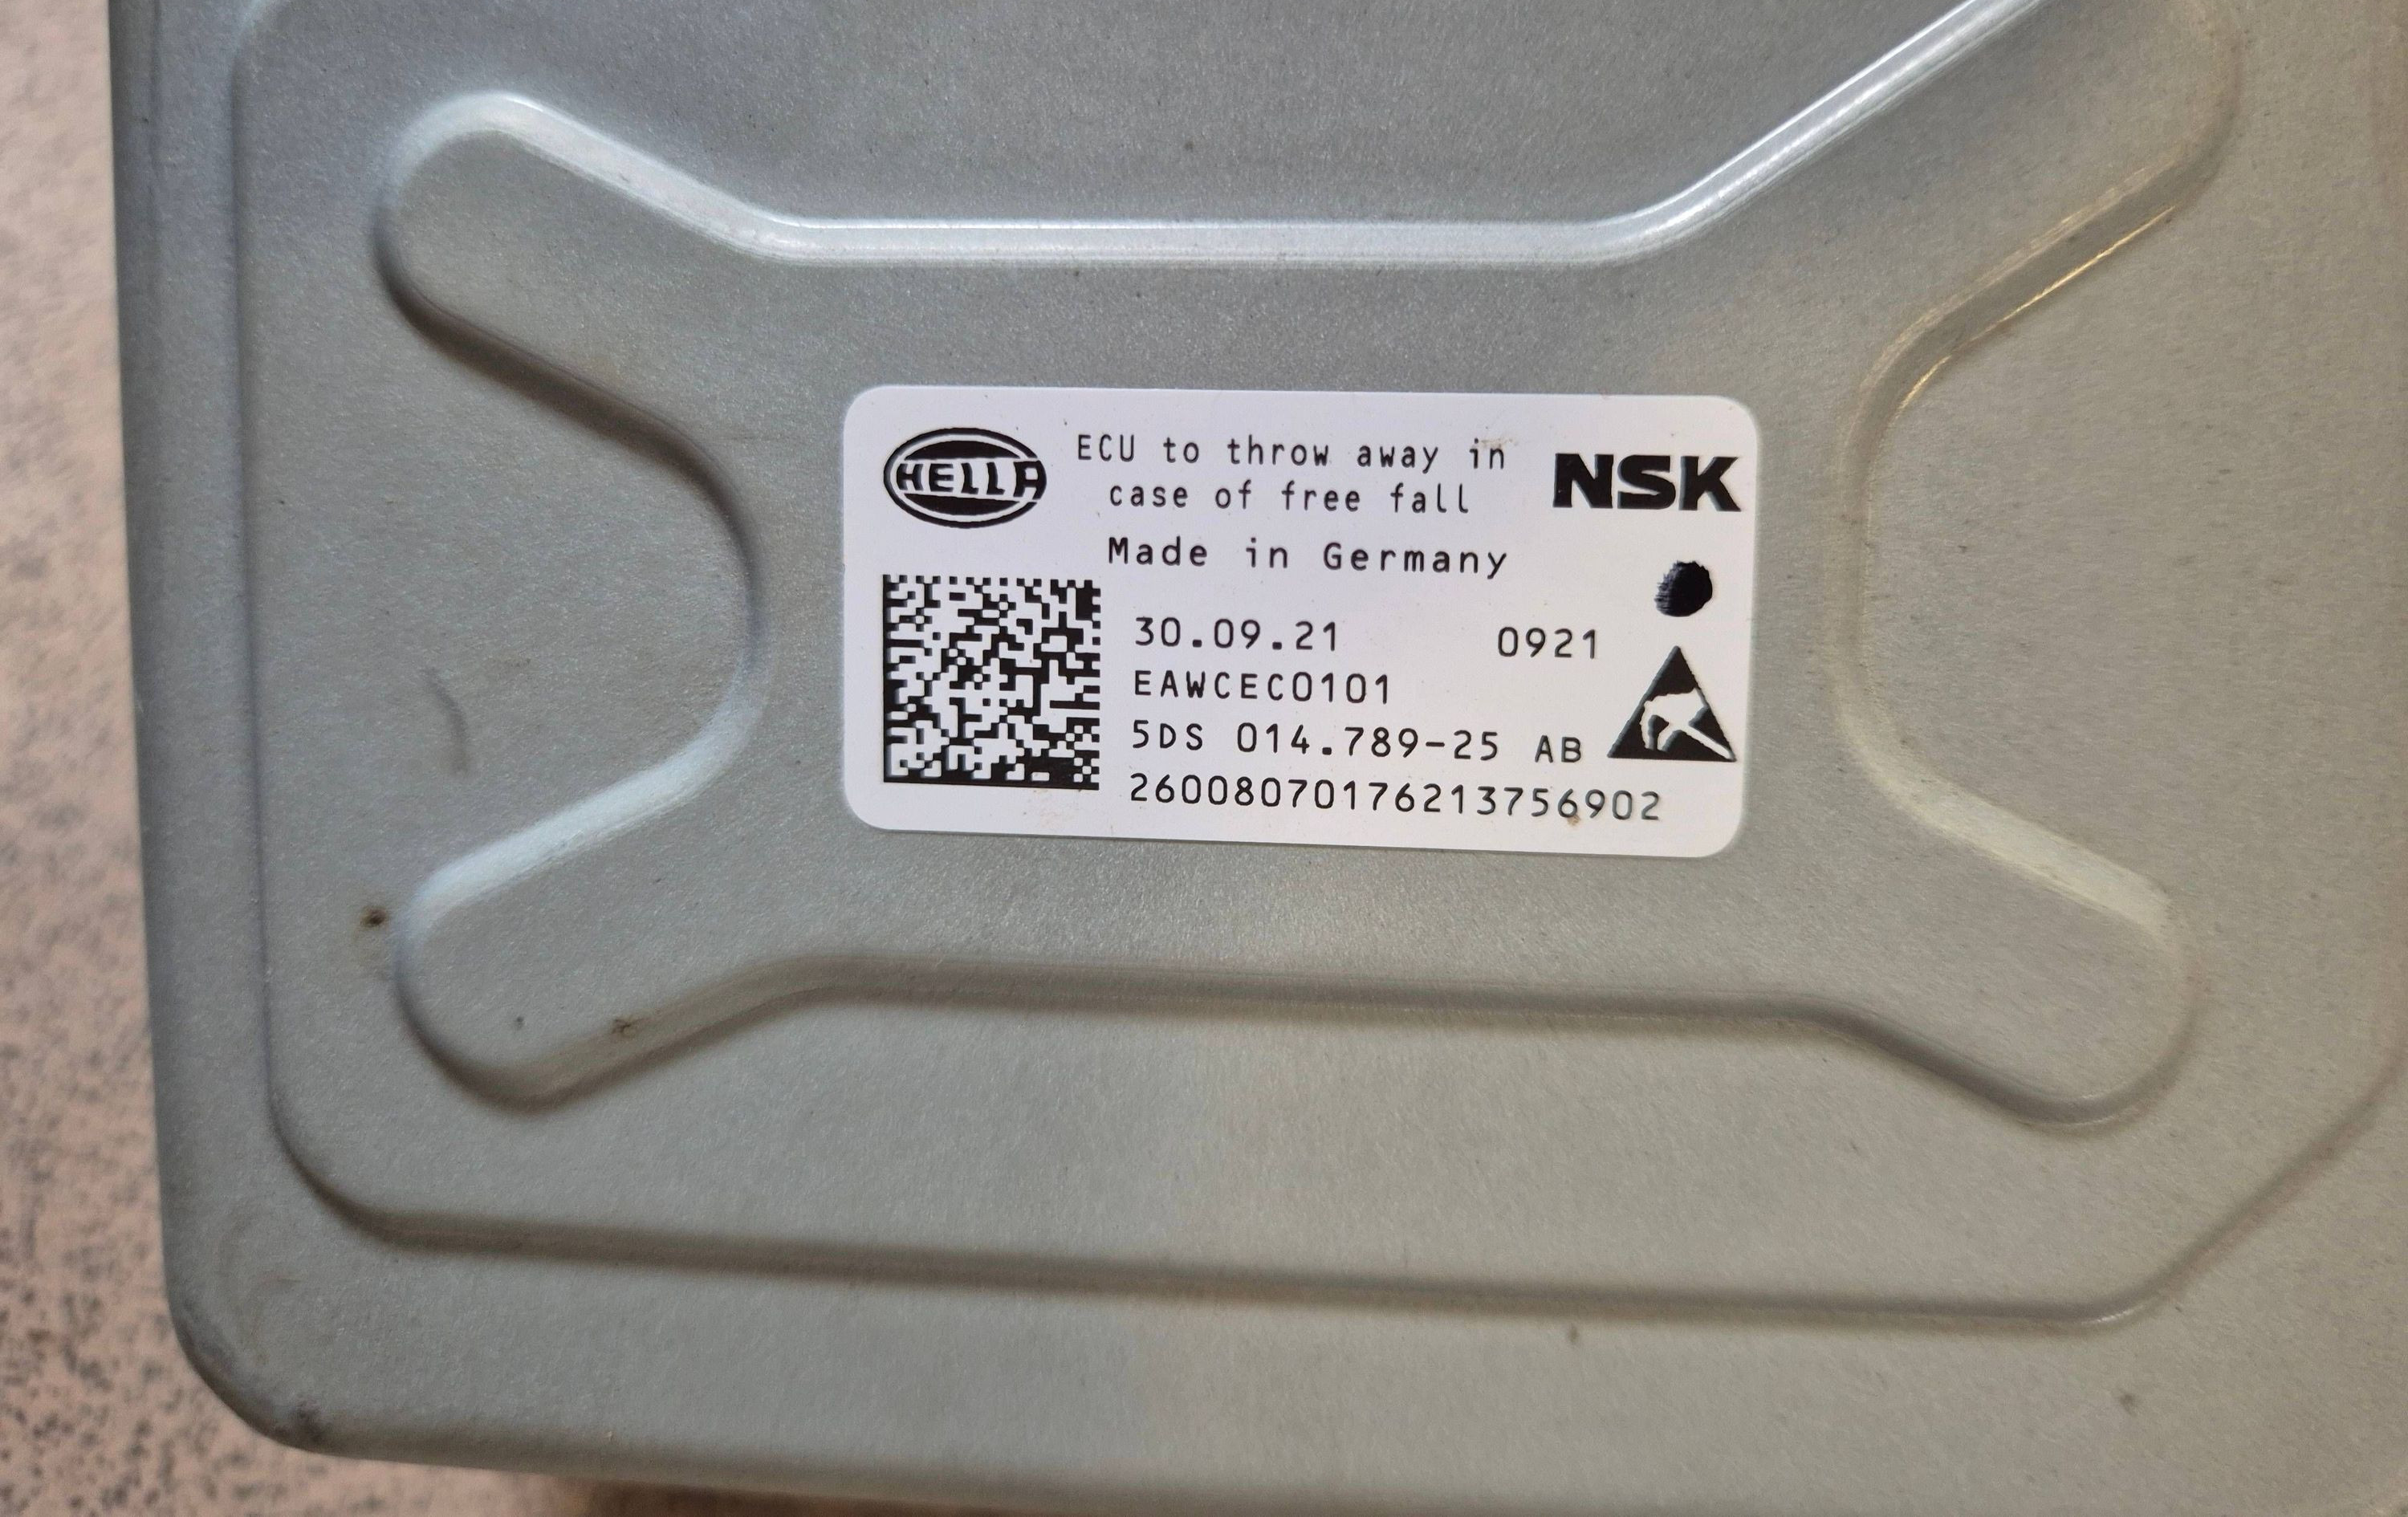 HELLA
ECU to throw away in
case of free fall
NSK
Made in Germany
30.09.21 0921
EAWCEC0101
5DS 014.789-25 AB
26008070176213756902